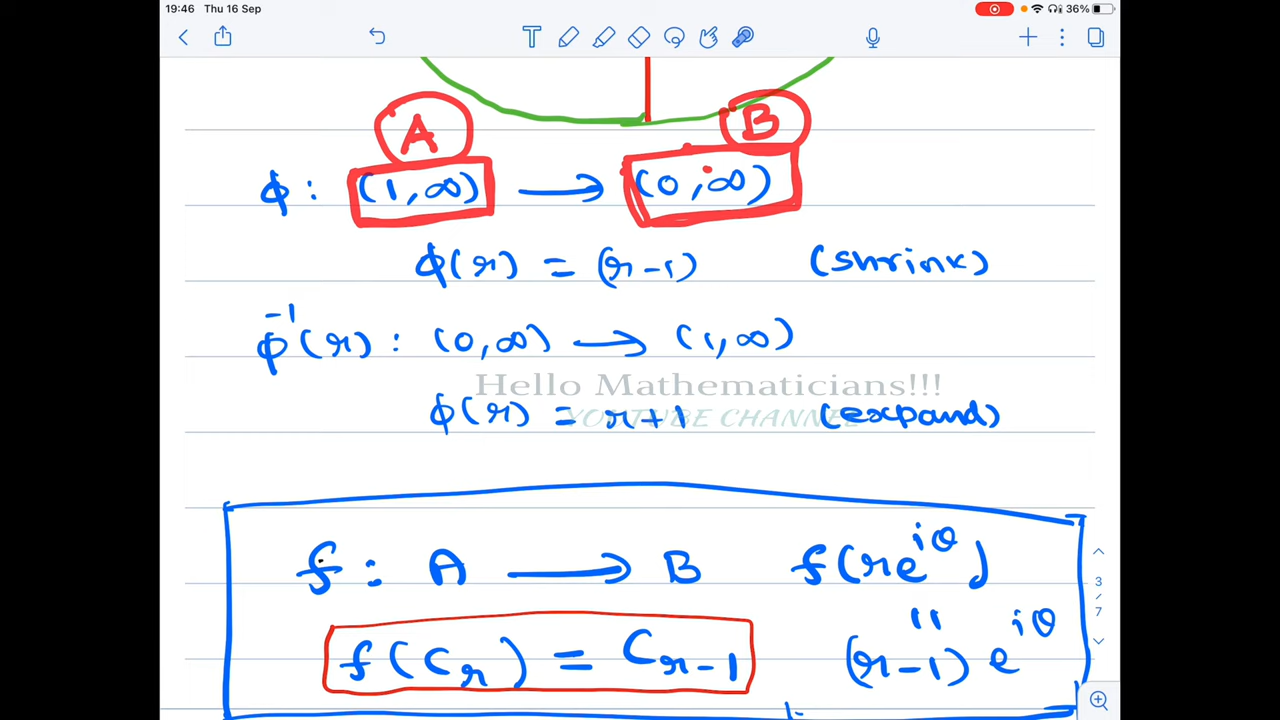 19:46 Thu 16 Sep 36%
A B
ϕ : (1, ∞) → (0, ∞)
ϕ(r) = (r-1) (shrink)
ϕ⁻¹(r) : (0, ∞) → (1, ∞)
Hello Mathematicians!!!
YOUTUBE CHANNEL
ϕ(r) = r+1 (expand)
f : A → B f(re^{iθ})
"
f(C_r) = C_{r-1} (r-1) e^{iθ}
3
/
7